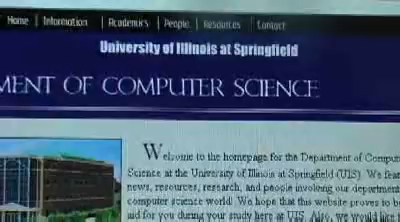 Home | Information | Academics | People | Resources | Contact
University of Illinois at Springfield
MENT OF COMPUTER SCIENCE
Welcome to the homepage for the Department of Compu
Science at the University of Illinois at Springfield (UIS). We feat
news, resources, research, and people involving our department
computer science world! We hope that this website proves to b
aid for you during your study here at UIS. Also, we would like